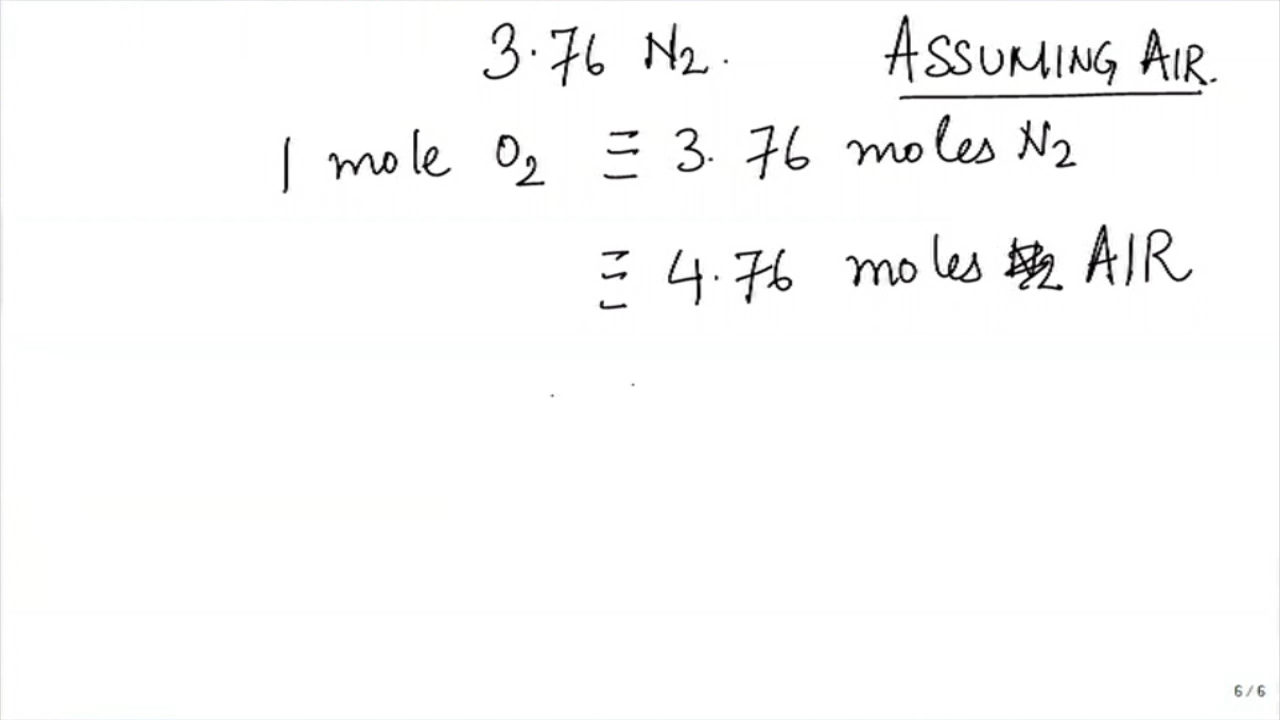 3.76 N2. ASSUMING AIR.
1 mole O2 ≡ 3.76 moles N2
≡ 4.76 moles AIR
6/6